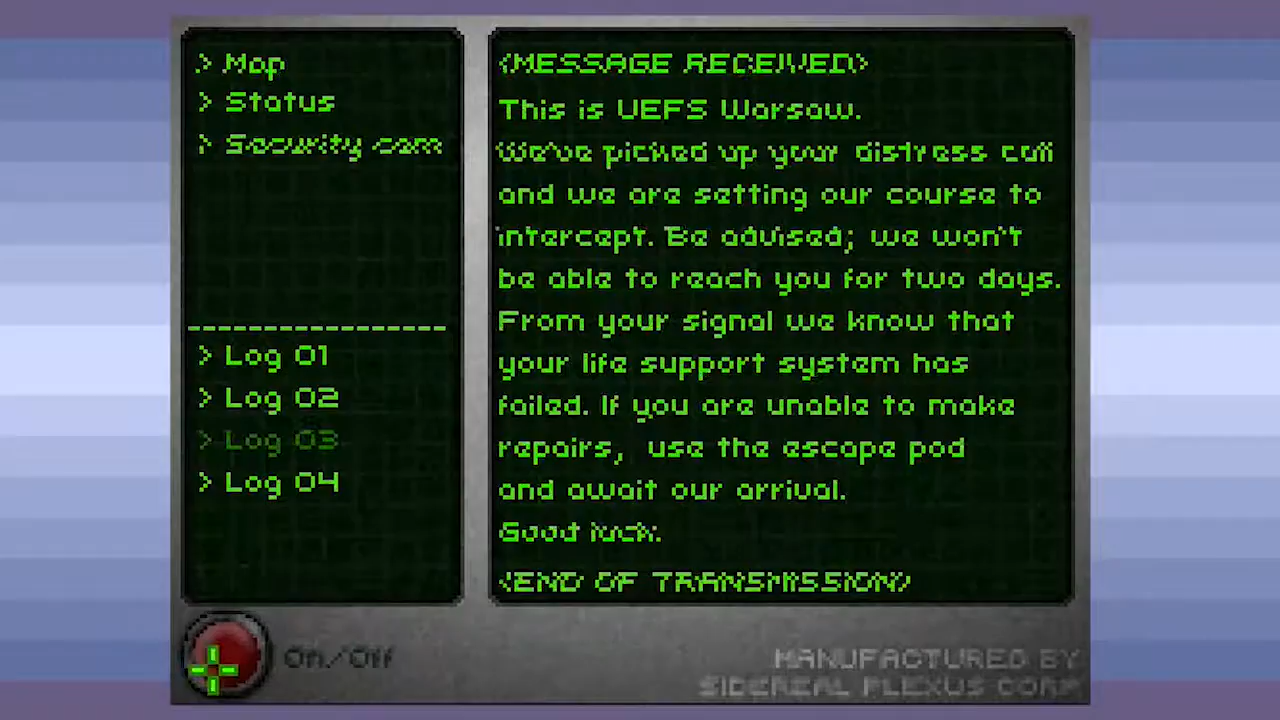 > Map
> Status
> Security cam
> Log 01
> Log 02
> Log 03
> Log 04
<MESSAGE RECEIVED>
This is UEFS Warsaw.
We've picked up your distress call
and we are setting our course to
intercept. Be advised; we won't
be able to reach you for two days.
From your signal we know that
your life support system has
failed. If you are unable to make
repairs, use the escape pod
and await our arrival.
Good luck.
<END OF TRANSMISSION>
On/Off
MANUFACTURED BY
SIDEREAL PLEXUS CORP